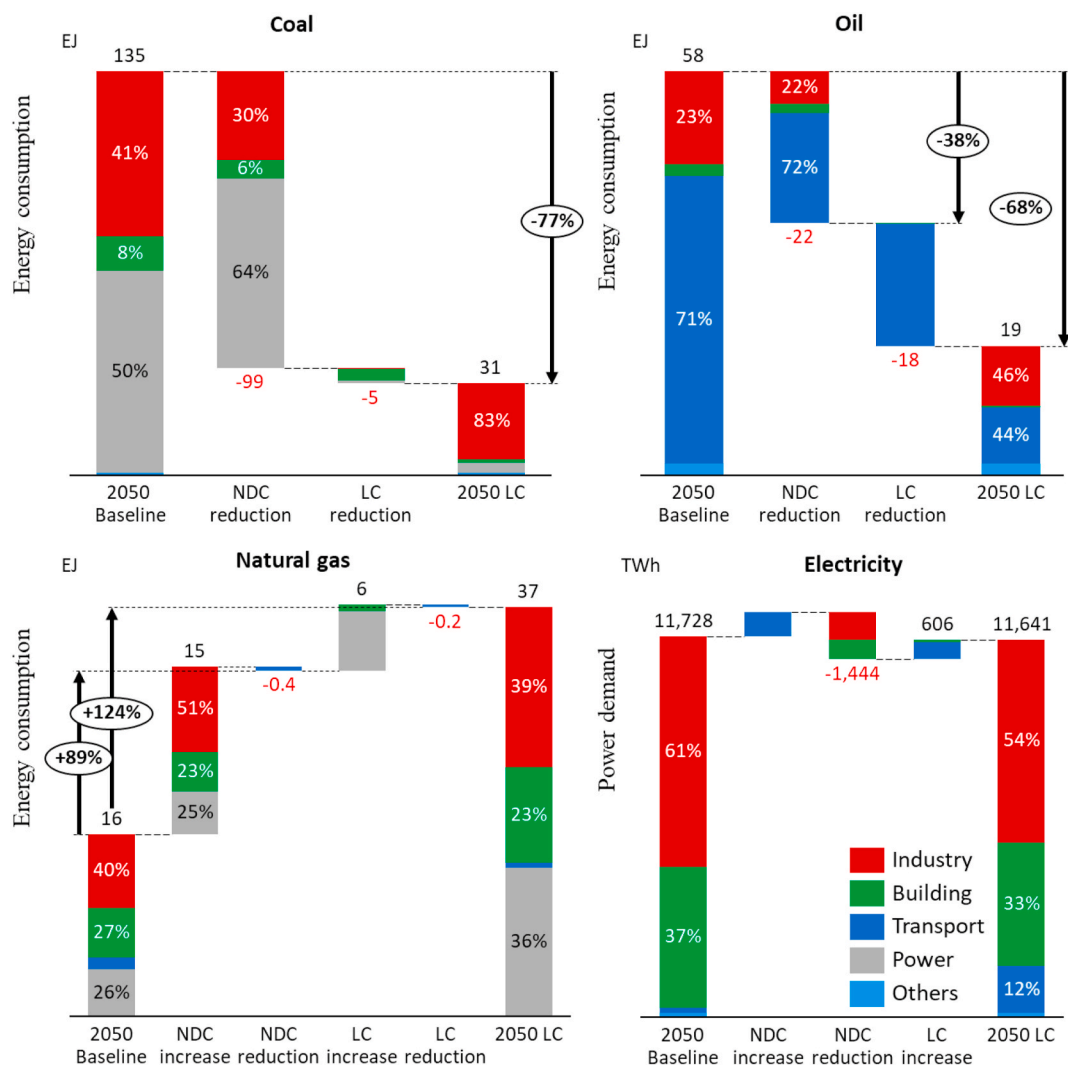 Coal
EJ
135
Energy consumption
41%
8%
50%
30%
6%
64%
-99
-5
31
83%
-77%
2050 Baseline
NDC reduction
LC reduction
2050 LC
Oil
EJ
58
Energy consumption
23%
71%
22%
72%
-22
-18
19
46%
44%
-38%
-68%
2050 Baseline
NDC reduction
LC reduction
2050 LC
Natural gas
EJ
Energy consumption
+124%
+89%
16
40%
27%
26%
15
51%
23%
25%
-0.4
6
-0.2
37
39%
23%
36%
2050 Baseline
NDC increase
NDC reduction
LC increase
LC reduction
2050 LC
Electricity
TWh
Power demand
11,728
61%
37%
-1,444
606
11,641
54%
33%
12%
Industry
Building
Transport
Power
Others
2050 Baseline
NDC increase
NDC reduction
LC increase
2050 LC